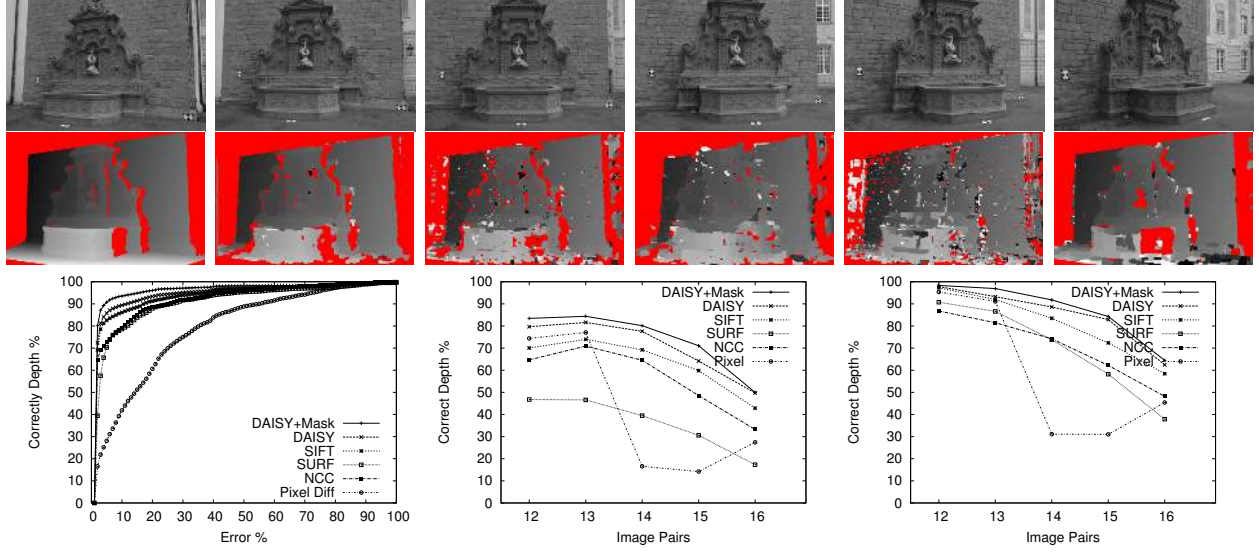 Correctly Depth %
100
90
80
70
60
50
40
30
20
10
0
DAISY+Mask
DAISY
SIFT
SURF
NCC
Pixel Diff
0 10 20 30 40 50 60 70 80 90 100
Error %
Correct Depth %
100
90
80
70
60
50
40
30
20
10
0
DAISY+Mask
DAISY
SIFT
SURF
NCC
Pixel
12 13 14 15 16
Image Pairs
Correct Depth %
100
90
80
70
60
50
40
30
20
10
0
DAISY+Mask
DAISY
SIFT
SURF
NCC
Pixel
12 13 14 15 16
Image Pairs